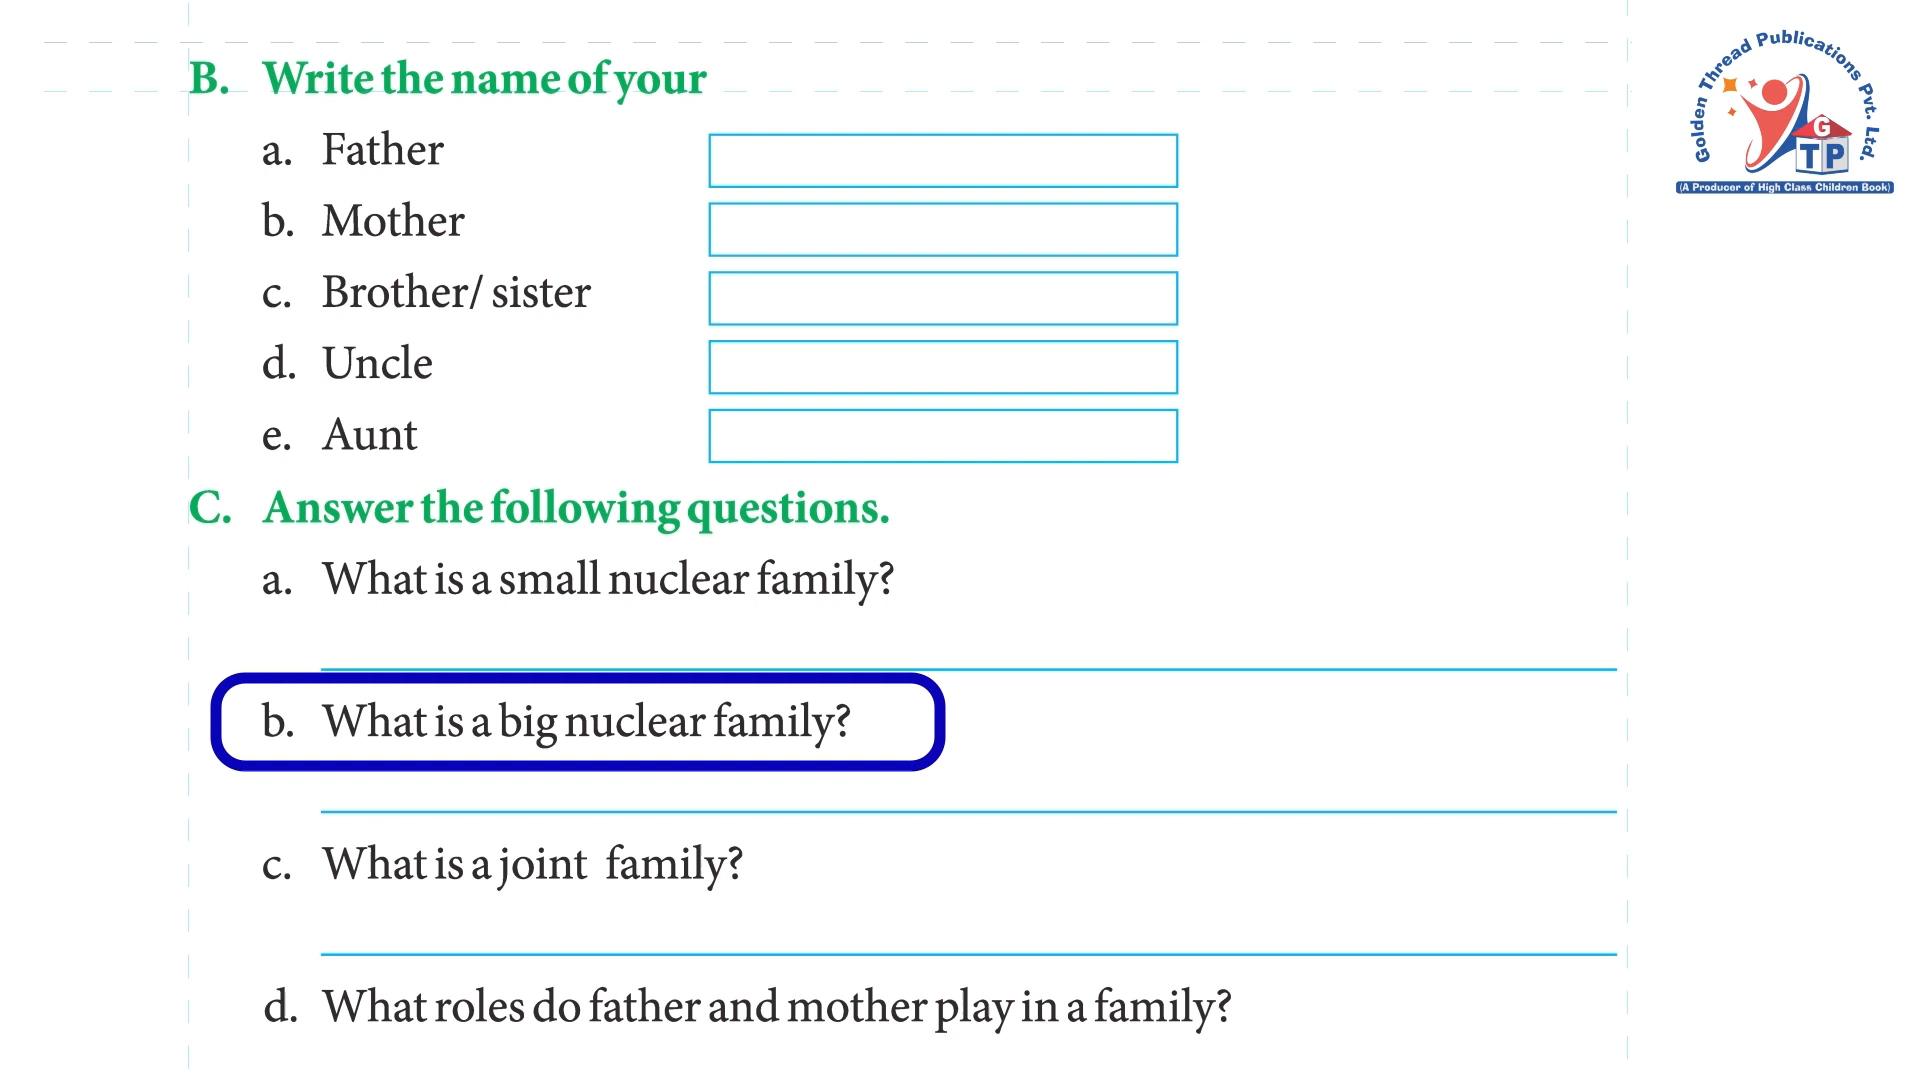 B. Write the name of your
a. Father
b. Mother
c. Brother/ sister
d. Uncle
e. Aunt
C. Answer the following questions.
a. What is a small nuclear family?
b. What is a big nuclear family?
c. What is a joint family?
d. What roles do father and mother play in a family?
Golden Thread Publications Pvt. Ltd.
G
TP
(A Producer of High Class Children Book)